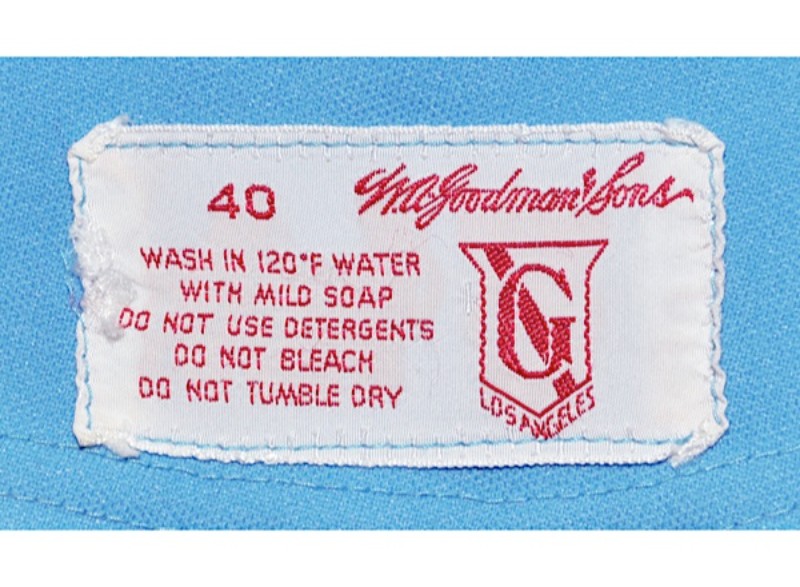 40
W.A. Goodman & Sons
WASH IN 120°F WATER
WITH MILD SOAP
DO NOT USE DETERGENTS
DO NOT BLEACH
DO NOT TUMBLE DRY
G
LOS ANGELES